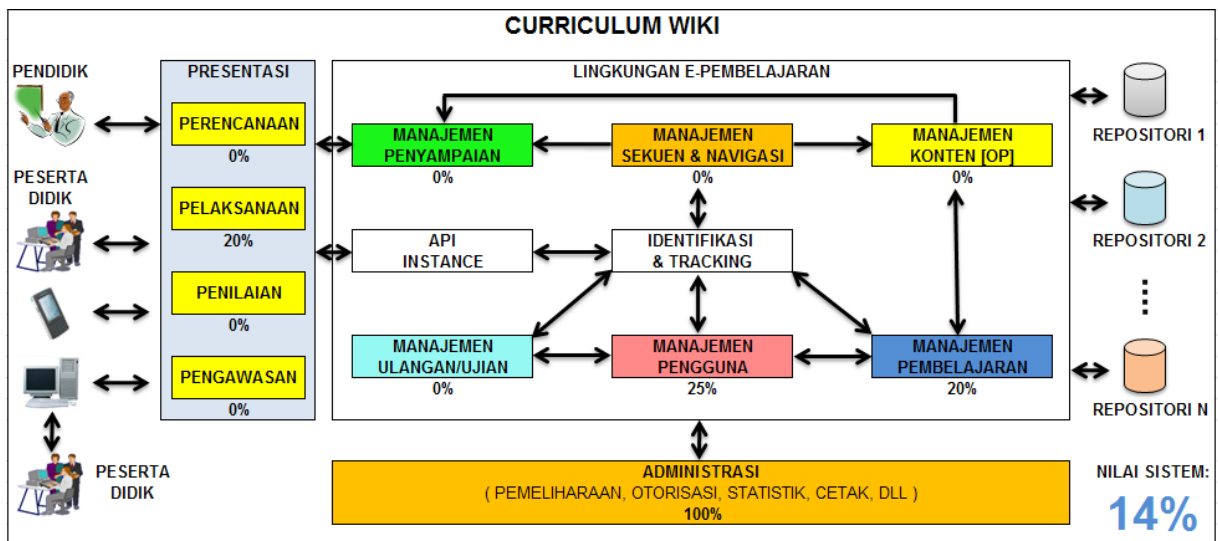 CURRICULUM WIKI
PENDIDIK
PESERTA
DIDIK
PESERTA
DIDIK
PRESENTASI
PERENCANAAN
0%
PELAKSANAAN
20%
PENILAIAN
0%
PENGAWASAN
0%
LINGKUNGAN E-PEMBELAJARAN
MANAJEMEN
PENYAMPAIAN
0%
MANAJEMEN
SEKUEN & NAVIGASI
0%
MANAJEMEN
KONTEN [OP]
0%
API
INSTANCE
IDENTIFIKASI
& TRACKING
MANAJEMEN
ULANGAN/UJIAN
0%
MANAJEMEN
PENGGUNA
25%
MANAJEMEN
PEMBELAJARAN
20%
REPOSITORI 1
REPOSITORI 2
REPOSITORI N
ADMINISTRASI
( PEMELIHARAAN, OTORISASI, STATISTIK, CETAK, DLL )
100%
NILAI SISTEM:
14%